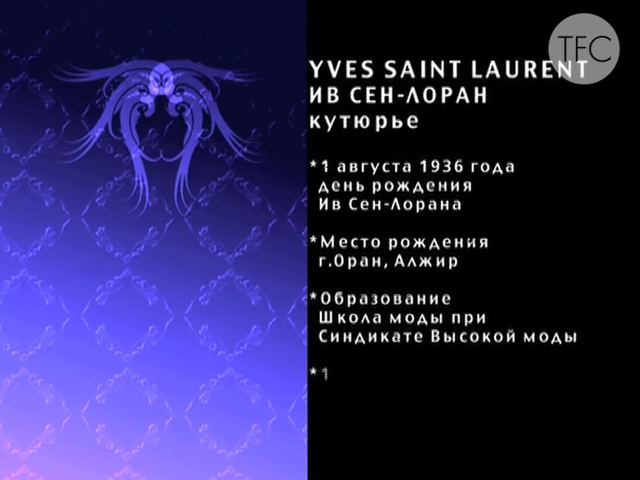 TFC
YVES SAINT LAURENT
ИВ СЕН-ЛОРАН
кутюрье
*1 августа 1936 года
день рождения
Ив Сен-Лорана
*Место рождения
г.Оран, Алжир
*Образование
Школа моды при
Синдикате Высокой моды
*1